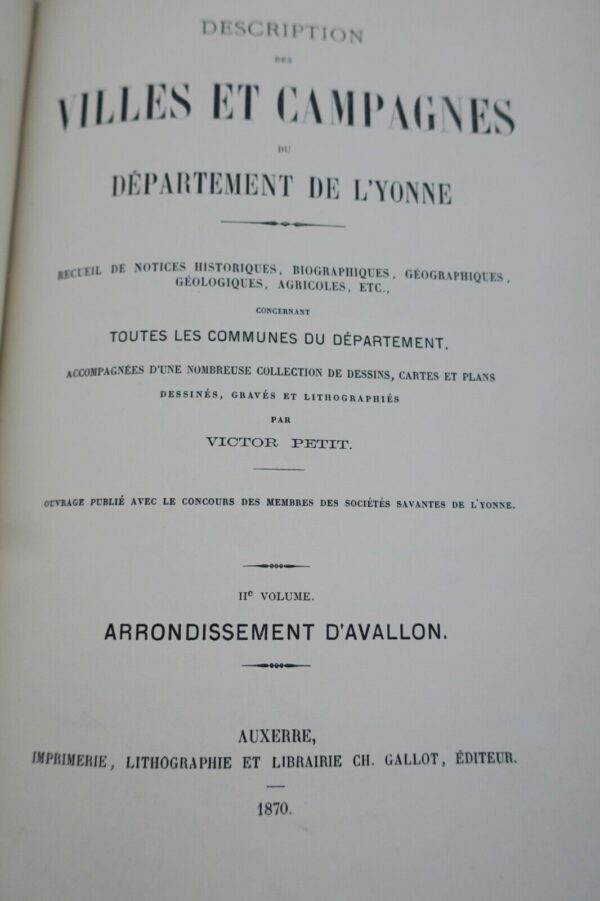 DESCRIPTION
DES
VILLES ET CAMPAGNES
DU
DÉPARTEMENT DE L'YONNE
RECUEIL DE NOTICES HISTORIQUES, BIOGRAPHIQUES, GÉOGRAPHIQUES,
GÉOLOGIQUES, AGRICOLES, ETC.,
CONCERNANT
TOUTES LES COMMUNES DU DÉPARTEMENT,
ACCOMPAGNÉES D'UNE NOMBREUSE COLLECTION DE DESSINS, CARTES ET PLANS
DESSINÉS, GRAVÉS ET LITHOGRAPHIÉS
PAR
VICTOR PETIT.
OUVRAGE PUBLIÉ AVEC LE CONCOURS DES MEMBRES DES SOCIÉTÉS SAVANTES DE L'YONNE.
IIe VOLUME.
ARRONDISSEMENT D'AVALLON.
AUXERRE,
IMPRIMERIE, LITHOGRAPHIE ET LIBRAIRIE CH. GALLOT, ÉDITEUR.
1870.